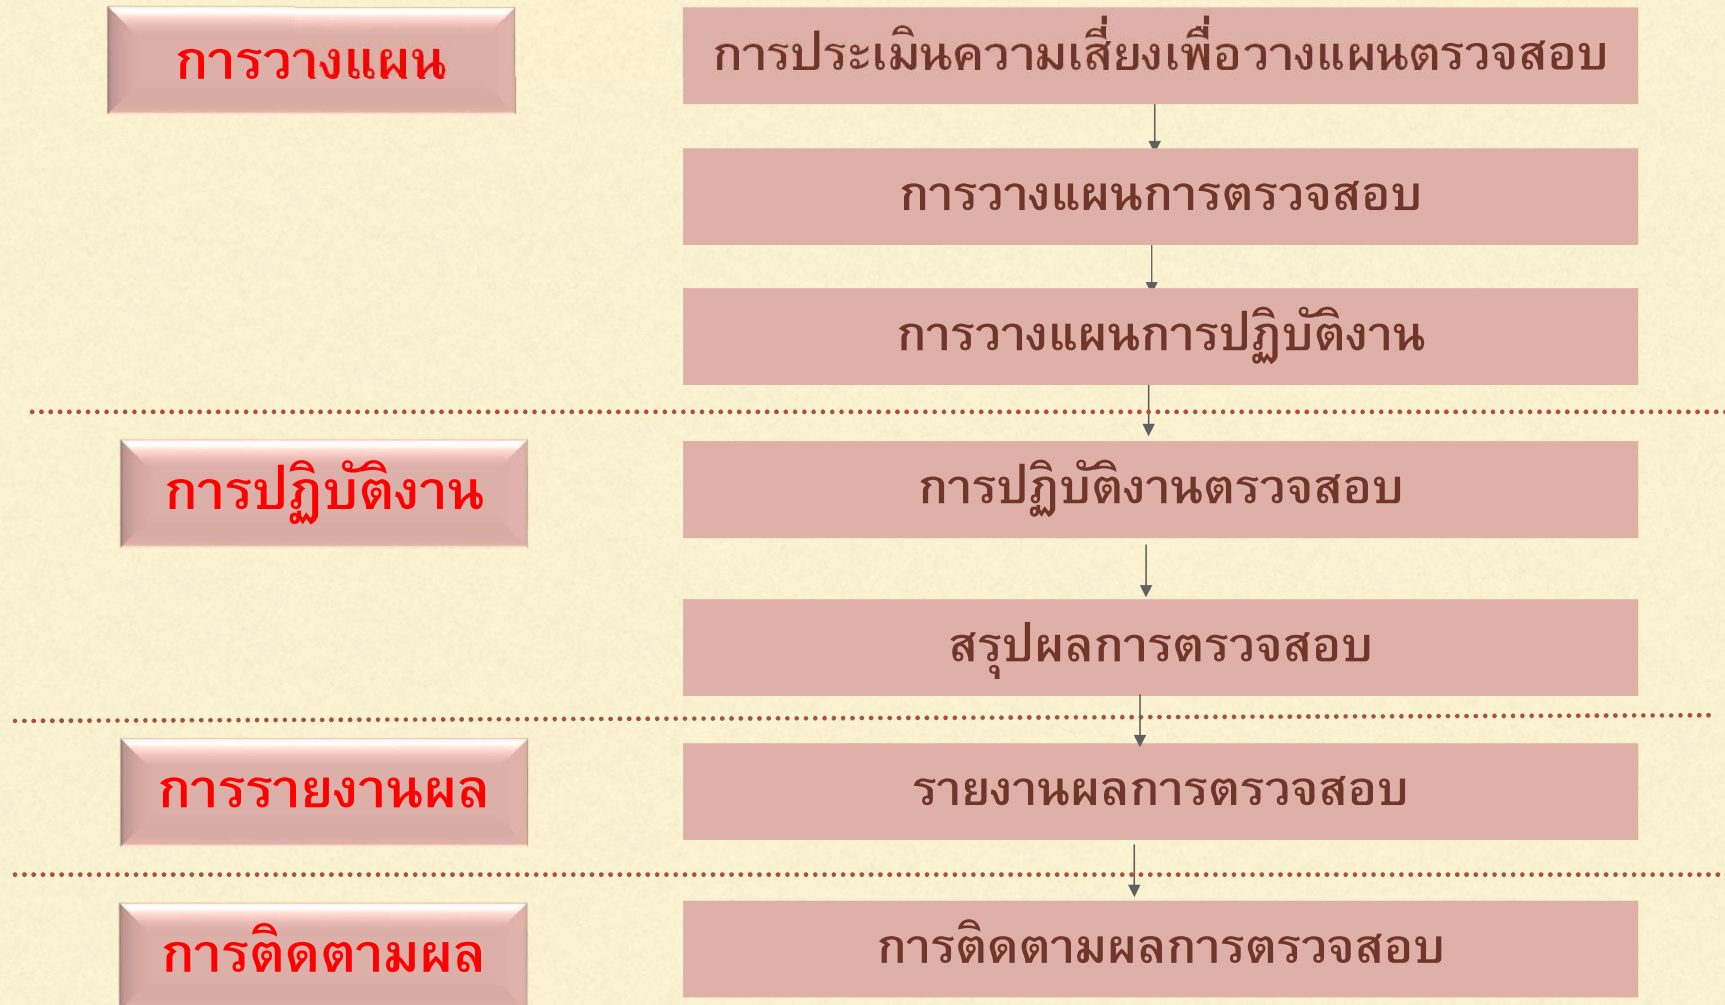 การวางแผน
การประเมินความเสี่ยงเพื่อวางแผนตรวจสอบ
การวางแผนการตรวจสอบ
การวางแผนการปฏิบัติงาน
การปฏิบัติงาน
การปฏิบัติงานตรวจสอบ
สรุปผลการตรวจสอบ
การรายงานผล
รายงานผลการตรวจสอบ
การติดตามผล
การติดตามผลการตรวจสอบ